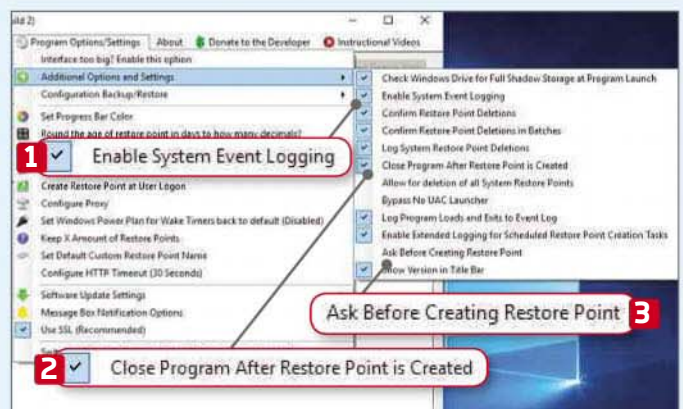 ild 2)
Program Options/Settings About Donate to the Developer Instructional Videos
Interface too big? Enable this option
Additional Options and Settings
Configuration Backup/Restore
Set Progress Bar Color
Round the age of restore point in days to how many decimals?
1 Enable System Event Logging
Create Restore Point at User Logon
Configure Proxy
Set Windows Power Plan for Wake Timers back to default (Disabled)
Keep X Amount of Restore Points
Set Default Custom Restore Point Name
Configure HTTP Timeout (30 Seconds)
Software Update Settings
Message Box Notification Options
Use SSL (Recommended)
2 Close Program After Restore Point is Created
Check Windows Drive for Full Shadow Storage at Program Launch
Enable System Event Logging
Confirm Restore Point Deletions
Confirm Restore Point Deletions in Batches
Log System Restore Point Deletions
Close Program After Restore Point is Created
Allow for deletion of all System Restore Points
Bypass No UAC Launcher
Log Program Loads and Exits to Event Log
Enable Extended Logging for Scheduled Restore Point Creation Tasks
Ask Before Creating Restore Point
Show Version in Title Bar
Ask Before Creating Restore Point 3